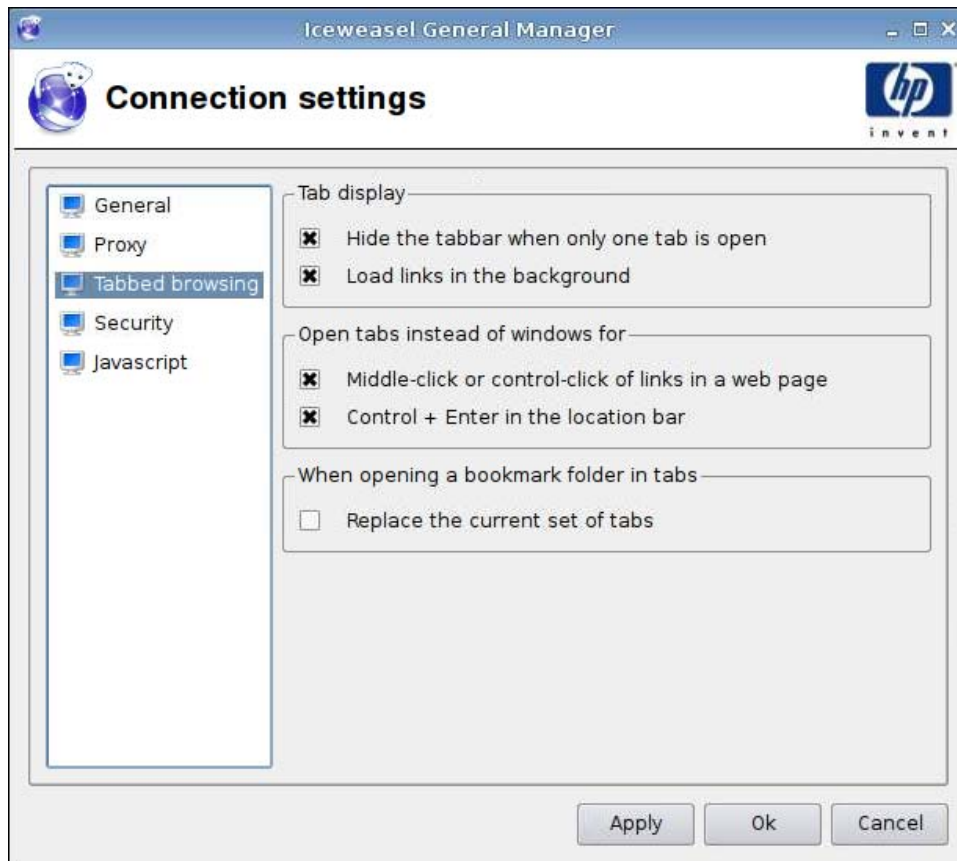 Iceweasel General Manager
Connection settings
hp
invent
General
Proxy
Tabbed browsing
Security
Javascript
Tab display
Hide the tabbar when only one tab is open
Load links in the background
Open tabs instead of windows for
Middle-click or control-click of links in a web page
Control + Enter in the location bar
When opening a bookmark folder in tabs
Replace the current set of tabs
Apply
Ok
Cancel